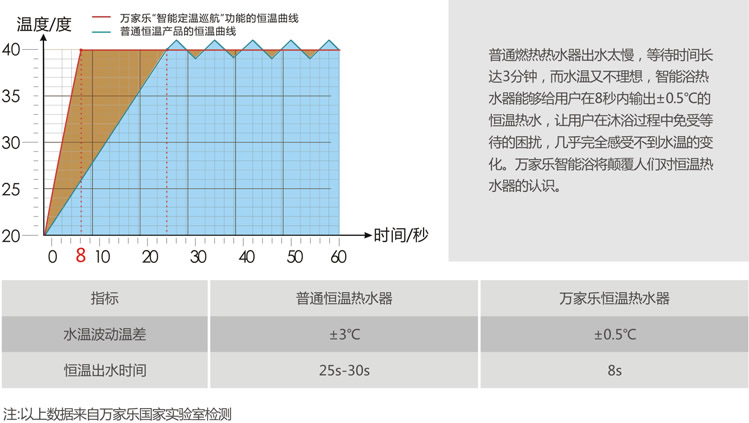 温度/度
万家乐"智能定温巡航"功能的恒温曲线
普通恒温产品的恒温曲线
40
35
30
25
20
0 8 10 20 30 40 50 60
时间/秒
普通燃热热水器出水太慢，等待时间长
达3分钟，而水温又不理想，智能浴热
水器能够给用户在8秒内输出±0.5℃的
恒温热水，让用户在沐浴过程中免受等
待的困扰，几乎完全感受不到水温的变
化。万家乐智能浴将颠覆人们对恒温热
水器的认识。
指标 普通恒温热水器 万家乐恒温热水器
水温波动温差 ±3℃ ±0.5℃
恒温出水时间 25s-30s 8s
注:以上数据来自万家乐国家实验室检测